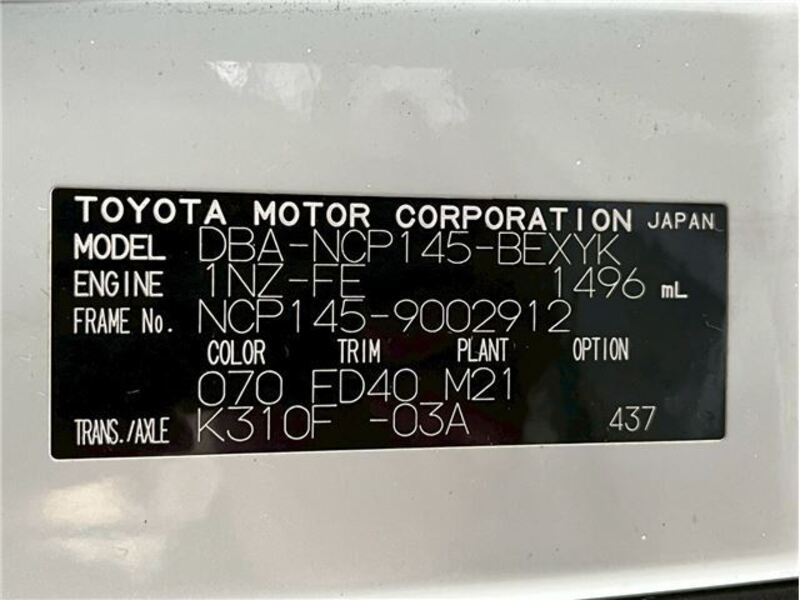 TOYOTA MOTOR CORPORATION JAPAN
MODEL DBA-NCP145-BEXYK
ENGINE 1NZ-FE 1496 mL
FRAME No. NCP145-9002912
COLOR TRIM PLANT OPTION
070 FD40 M21
TRANS./AXLE K310F -03A 437